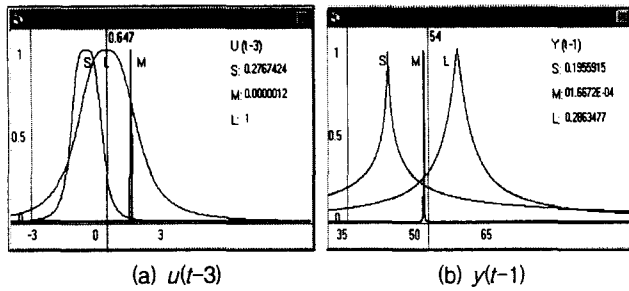 0.647
1
0.5
0
S L M
U (t-3)
S: 0.2767424
M: 0.0000012
L: 1
-3 0 3
(a) u(t-3)
54
1
0.5
0
S M L
Y (t-1)
S: 0.1955915
M: 01.6672E-04
L: 0.2863477
35 50 65
(b) y(t-1)